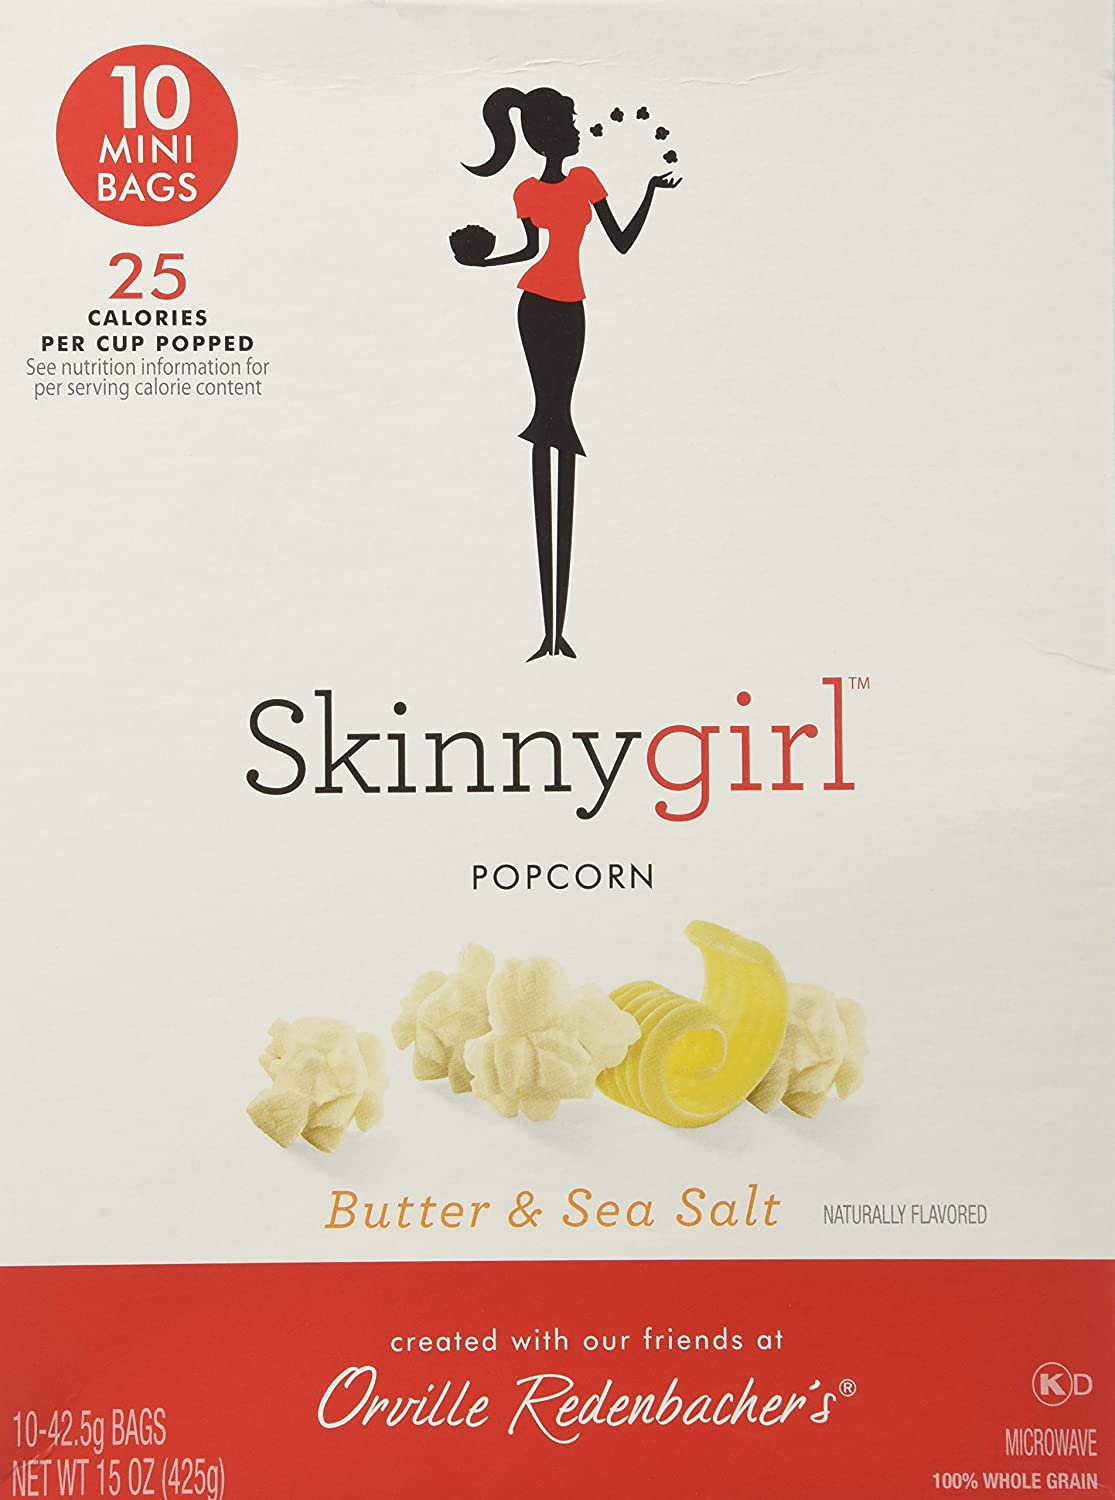 10
MINI
BAGS
25
CALORIES
PER CUP POPPED
See nutrition information for
per serving calorie content
Skinnygirl™
POPCORN
Butter & Sea Salt
NATURALLY FLAVORED
created with our friends at
Orville Redenbacher's®
10-42.5g BAGS
NET WT 15 OZ (425g)
K D
MICROWAVE
100% WHOLE GRAIN